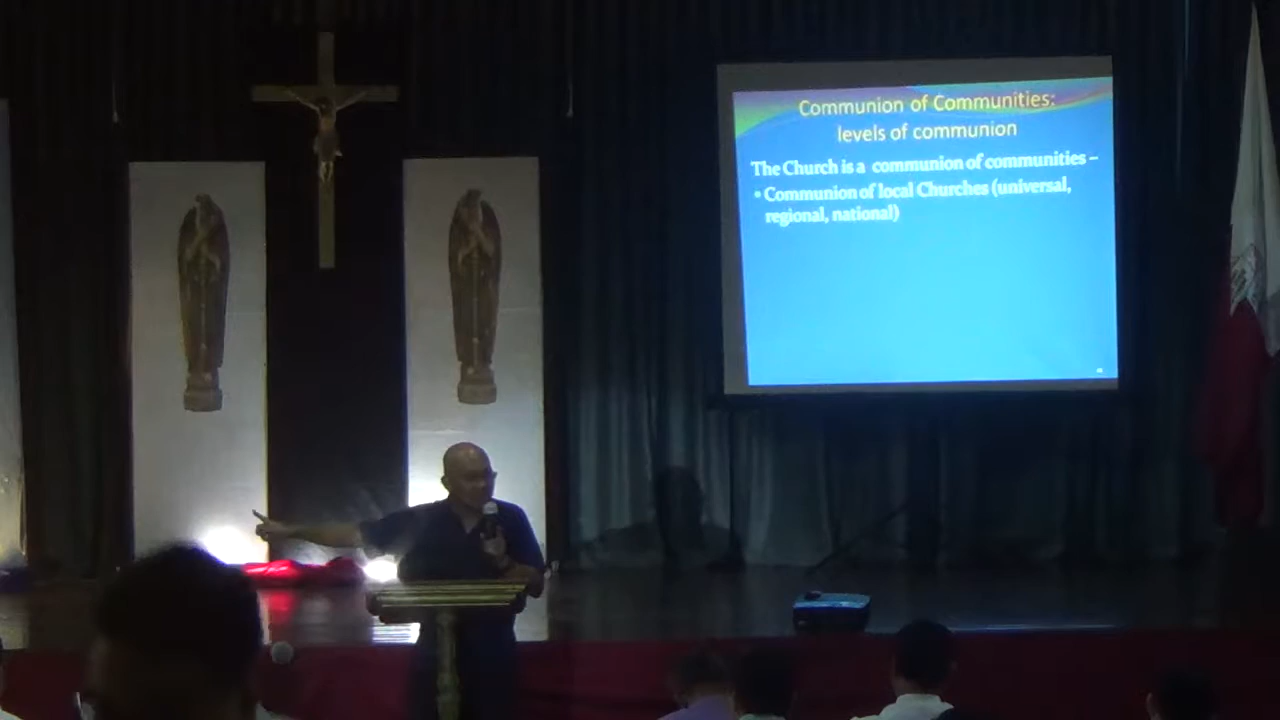 Communion of Communities:
levels of communion
The Church is a communion of communities –
• Communion of local Churches (universal,
regional, national)